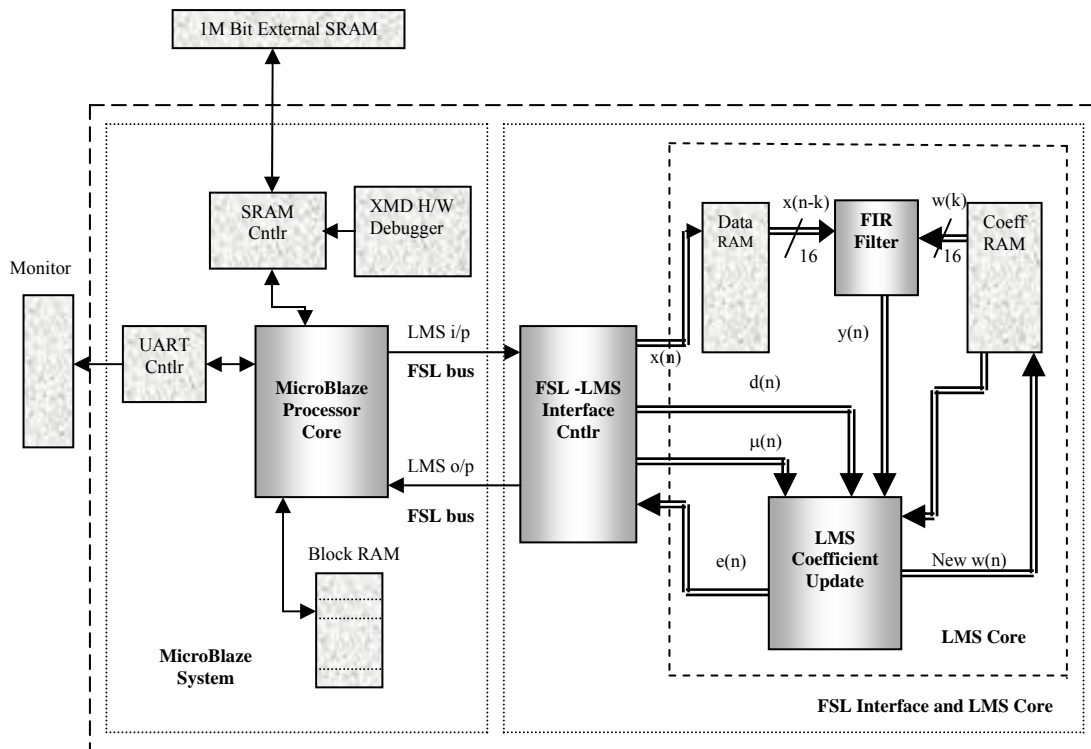 1M Bit External SRAM
SRAM
Cntlr
XMD H/W
Debugger
Monitor
UART
Cntlr
MicroBlaze
Processor
Core
LMS i/p
FSL bus
LMS o/p
FSL bus
Block RAM
MicroBlaze
System
FSL -LMS
Interface
Cntlr
x(n)
Data
RAM
x(n-k)
16
FIR
Filter
w(k)
16
Coeff
RAM
y(n)
d(n)
μ(n)
e(n)
LMS
Coefficient
Update
New w(n)
LMS Core
FSL Interface and LMS Core